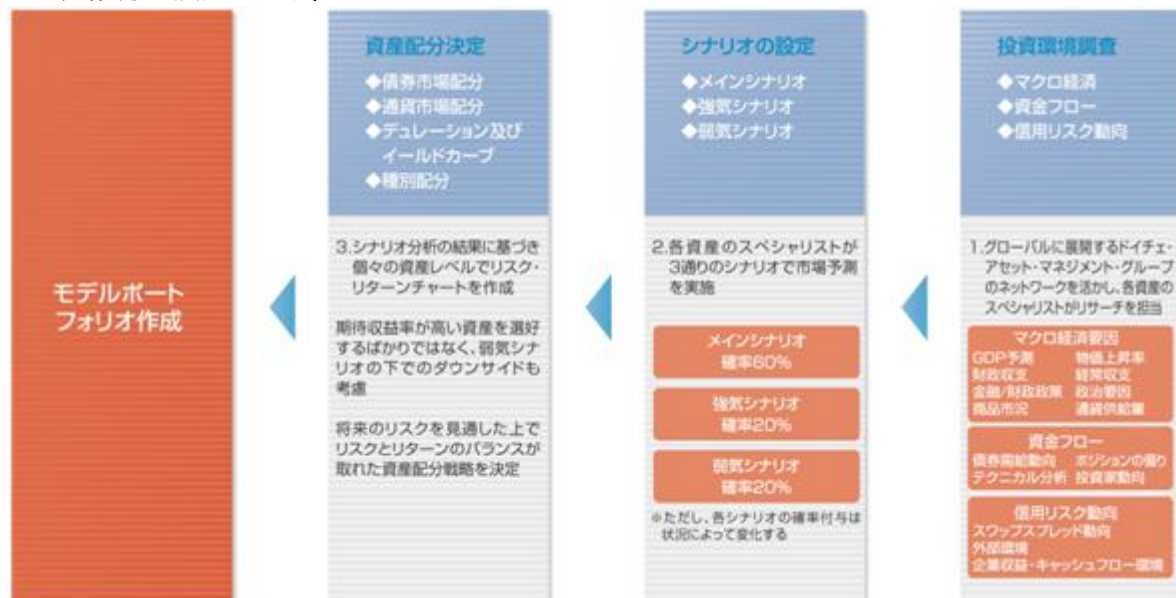 モデルポート
フォリオ作成
資産配分決定
◆債券市場配分
◆通貨市場配分
◆デュレーション及び
イールドカーブ
◆種別配分
3.シナリオ分析の結果に基づき
個々の資産レベルでリスク・
リターンチャートを作成
期待収益率が高い資産を選好
するばかりではなく、弱気シナ
リオの下でのダウンサイドも
考慮
将来のリスクを見通した上で
リスクとリターンのバランスが
取れた資産配分戦略を決定
シナリオの設定
◆メインシナリオ
◆強気シナリオ
◆弱気シナリオ
2.各資産のスペシャリストが
3通りのシナリオで市場予測
を実施
メインシナリオ
確率60%
強気シナリオ
確率20%
弱気シナリオ
確率20%
※ただし、各シナリオの確率付与は
状況によって変化する
投資環境調査
◆マクロ経済
◆資金フロー
◆信用リスク動向
1.グローバルに展開するドイチェ・
アセット・マネジメント・グループ
のネットワークを活かし、各資産の
スペシャリストがリサーチを担当
マクロ経済要因
GDP予測 物価上昇率
財政収支 経常収支
金融/財政政策 政治要因
商品市況 通貨供給量
資金フロー
債券需給動向 ポジションの偏り
テクニカル分析 投資家動向
信用リスク動向
スワップスプレッド動向
外部環境
企業収益・キャッシュフロー環境